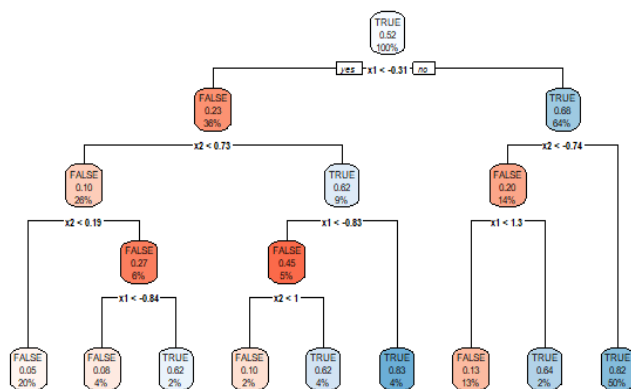 TRUE
0.52
100%
yes x1 < -0.31 no
FALSE
0.23
36%
TRUE
0.68
64%
x2 < 0.73
x2 < -0.74
FALSE
0.10
26%
TRUE
0.62
9%
FALSE
0.20
14%
x2 < 0.19
x1 < -0.83
x1 < 1.3
FALSE
0.27
6%
FALSE
0.45
5%
x1 < -0.84
x2 < 1
FALSE
0.05
20%
FALSE
0.08
4%
TRUE
0.62
2%
FALSE
0.10
2%
TRUE
0.62
4%
TRUE
0.83
4%
FALSE
0.13
13%
TRUE
0.64
2%
TRUE
0.82
50%